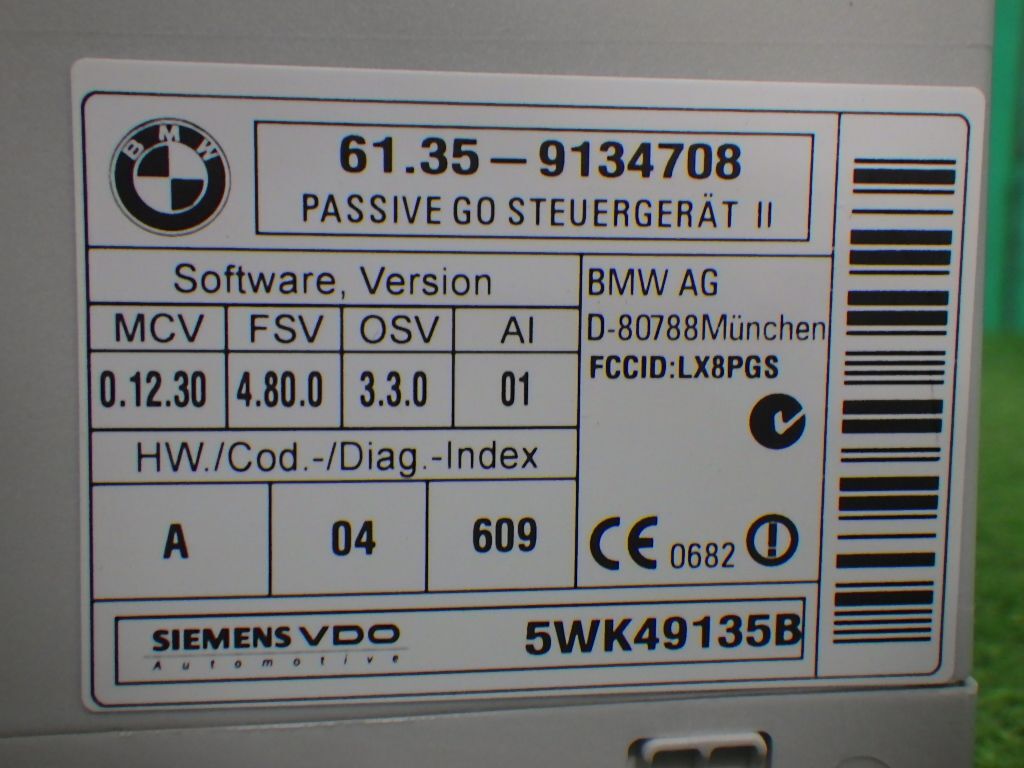 BMW
61.35 – 9134708
PASSIVE GO STEUERGERÄT II
Software, Version
MCV FSV OSV AI
0.12.30 4.80.0 3.3.0 01
HW./Cod.-/Diag.-Index
A 04 609
BMW AG
D-80788München
FCCID:LX8PGS
CE 0682
SIEMENS VDO
Automotive
5WK49135B